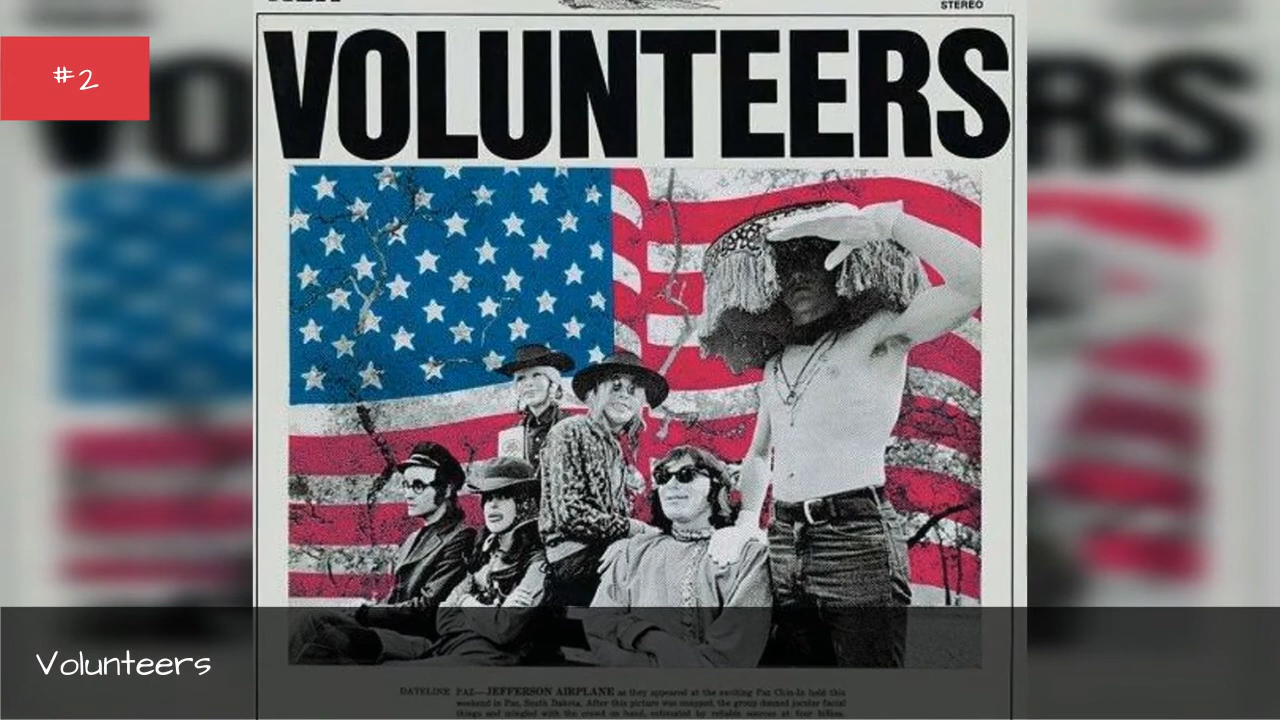 STEREO
VOLUNTEERS
#2
Volunteers
DATELINE PAZ—JEFFERSON AIRPLANE as they appeared at the exciting Paz Chin-In held this
weekend in Paz, South Dakota. After this picture was snapped, the group donned jocular facial
things and mingled with the crowd on hand, estimated by reliable sources at four billion.